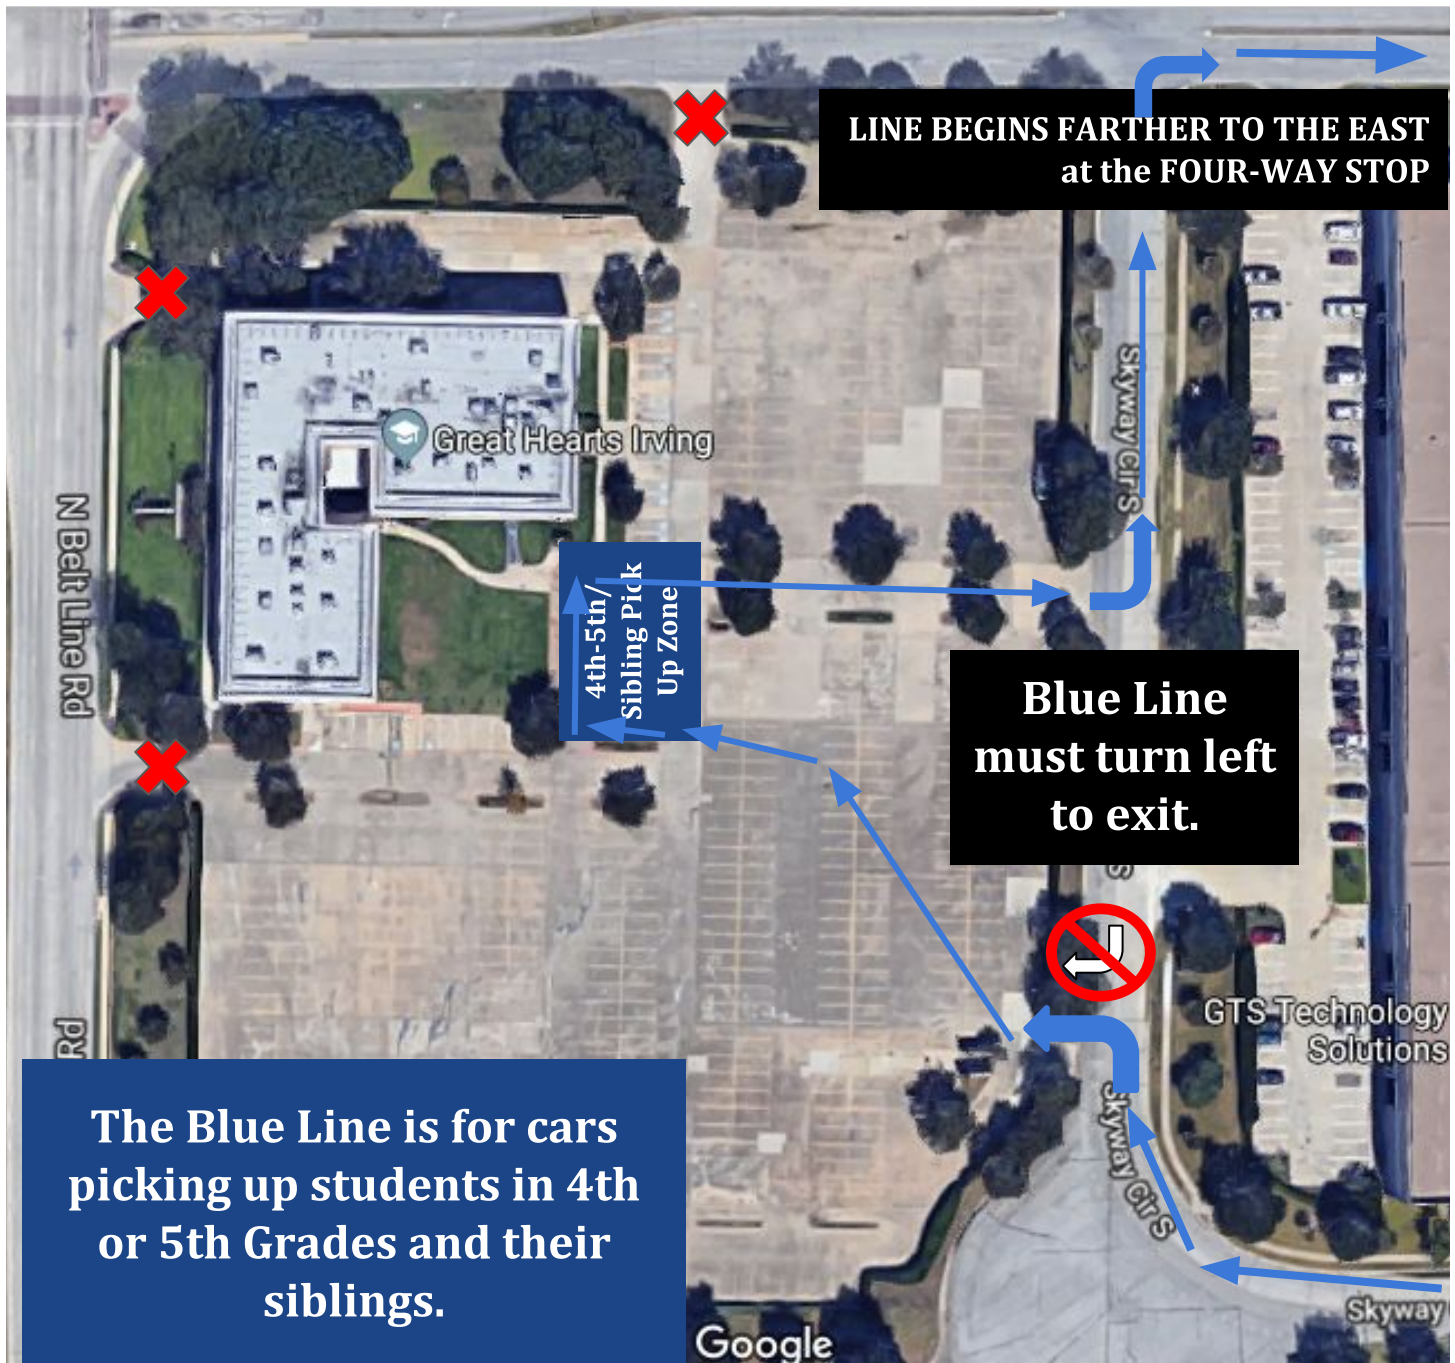 LINE BEGINS FARTHER TO THE EAST
at the FOUR-WAY STOP
Skyway Cir S
Great Hearts Irving
N Belt Line Rd
4th-5th/
Sibling Pick
Up Zone
Blue Line
must turn left
to exit.
S
GTS Technology
Solutions
Rd
Skyway Cir S
The Blue Line is for cars
picking up students in 4th
or 5th Grades and their
siblings.
Skyway
Google